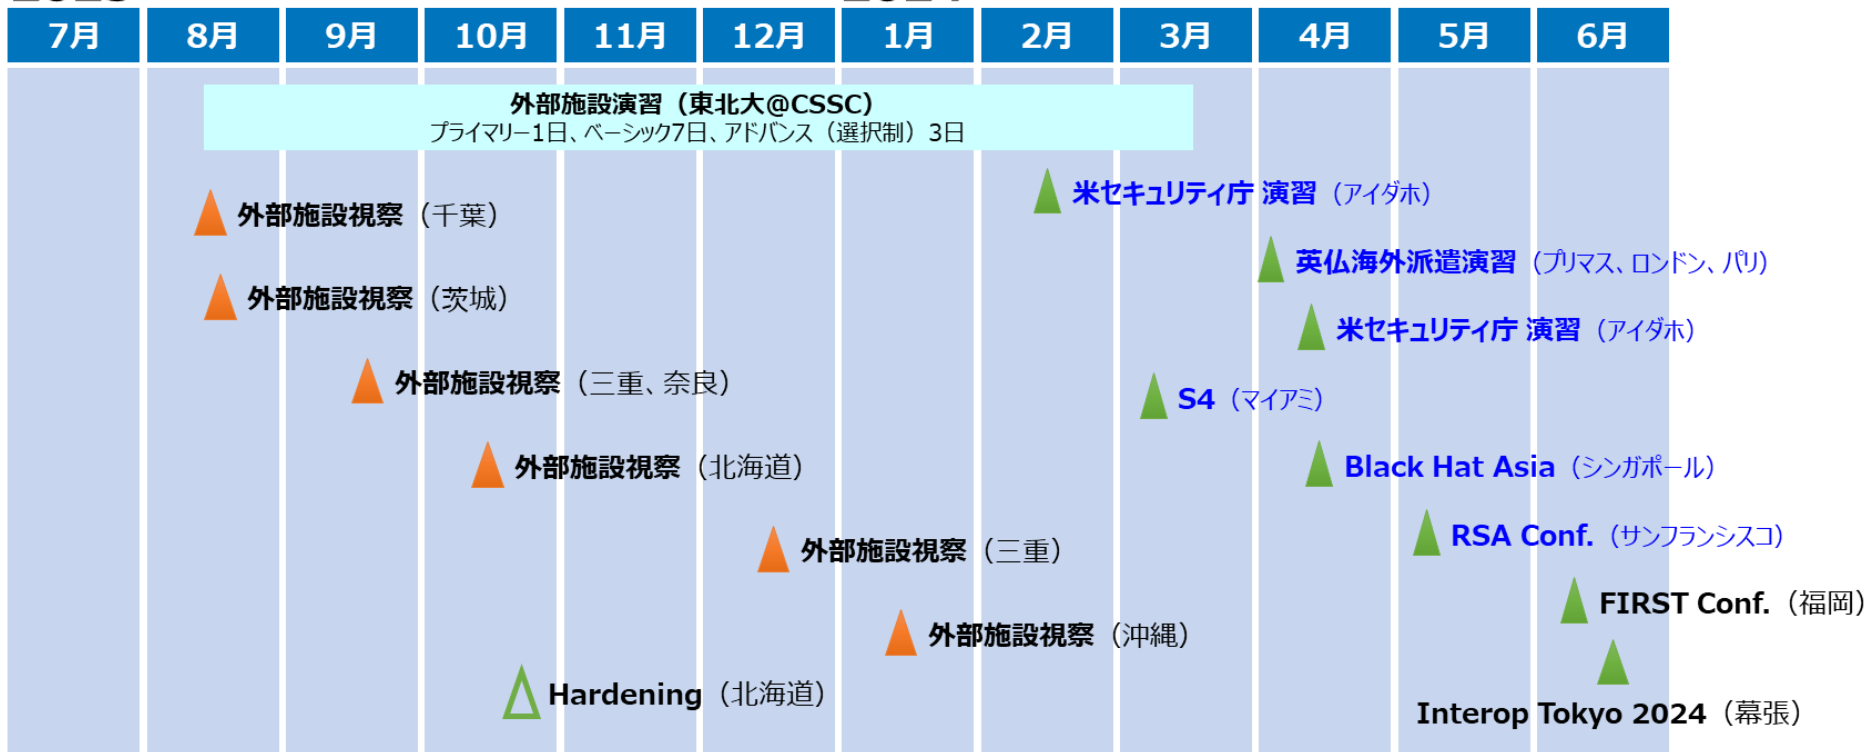 7月 8月 9月 10月 11月 12月 1月 2月 3月 4月 5月 6月
外部施設演習（東北大@CSSC）
プライマリー1日、ベーシック7日、アドバンス（選択制）3日
外部施設視察（千葉）
外部施設視察（茨城）
外部施設視察（三重、奈良）
外部施設視察（北海道）
外部施設視察（三重）
外部施設視察（沖縄）
Hardening（北海道）
米セキュリティ庁 演習（アイダホ）
英仏海外派遣演習（プリマス、ロンドン、パリ）
米セキュリティ庁 演習（アイダホ）
S4（マイアミ）
Black Hat Asia（シンガポール）
RSA Conf.（サンフランシスコ）
FIRST Conf.（福岡）
Interop Tokyo 2024（幕張）